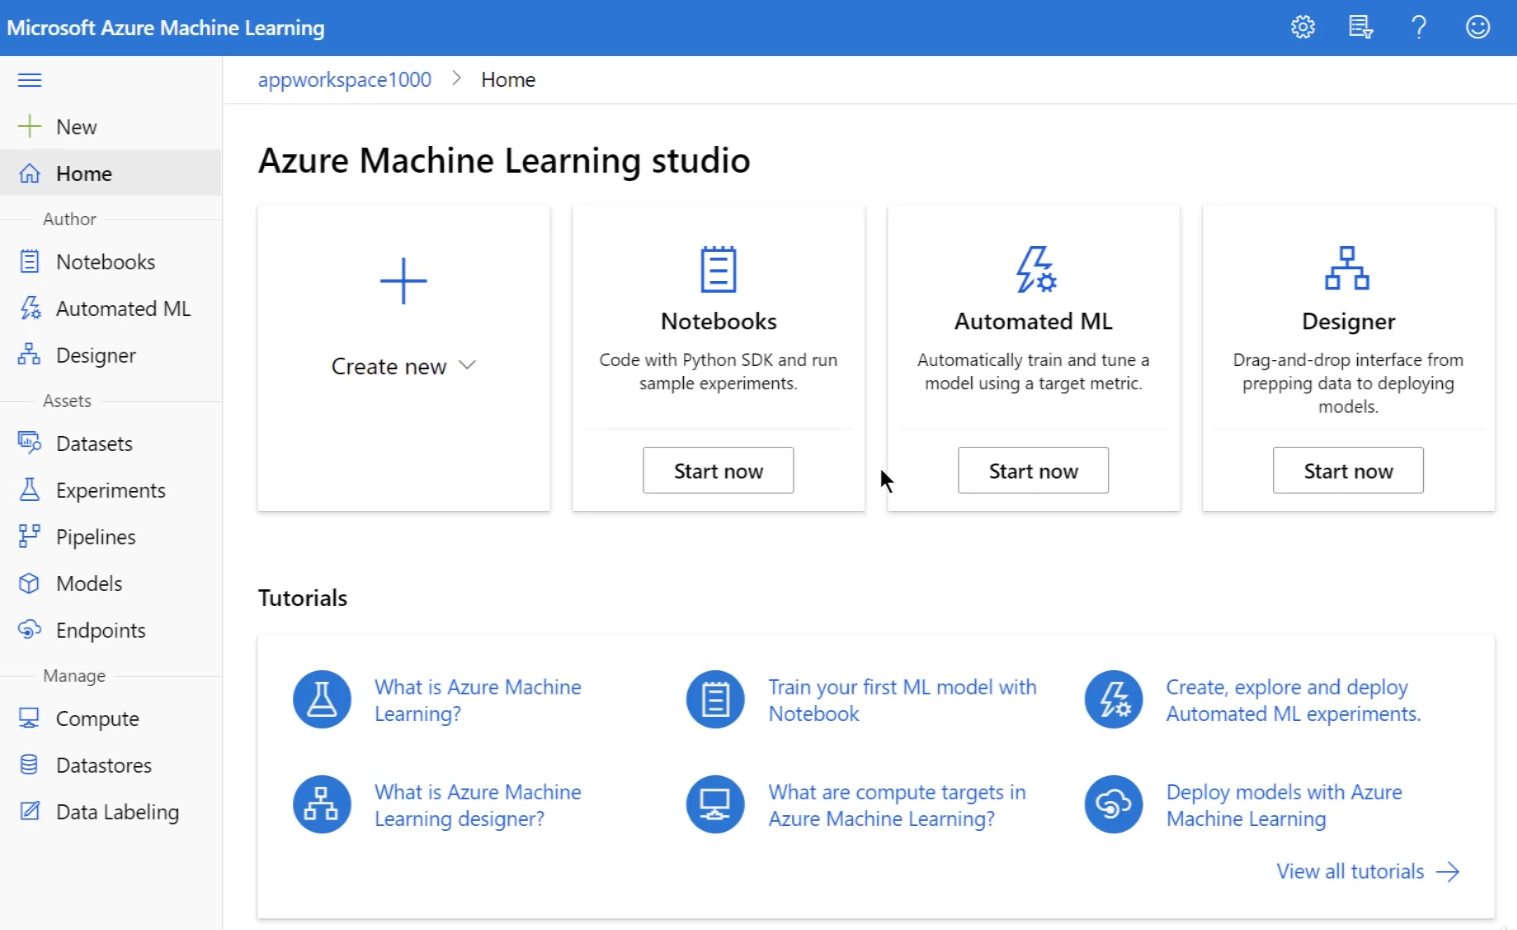 Microsoft Azure Machine Learning
appworkspace1000 > Home
New
Home
Author
Notebooks
Automated ML
Designer
Assets
Datasets
Experiments
Pipelines
Models
Endpoints
Manage
Compute
Datastores
Data Labeling
Azure Machine Learning studio
Create new
Notebooks
Code with Python SDK and run
sample experiments.
Start now
Automated ML
Automatically train and tune a
model using a target metric.
Start now
Designer
Drag-and-drop interface from
prepping data to deploying
models.
Start now
Tutorials
What is Azure Machine
Learning?
Train your first ML model with
Notebook
Create, explore and deploy
Automated ML experiments.
What is Azure Machine
Learning designer?
What are compute targets in
Azure Machine Learning?
Deploy models with Azure
Machine Learning
View all tutorials